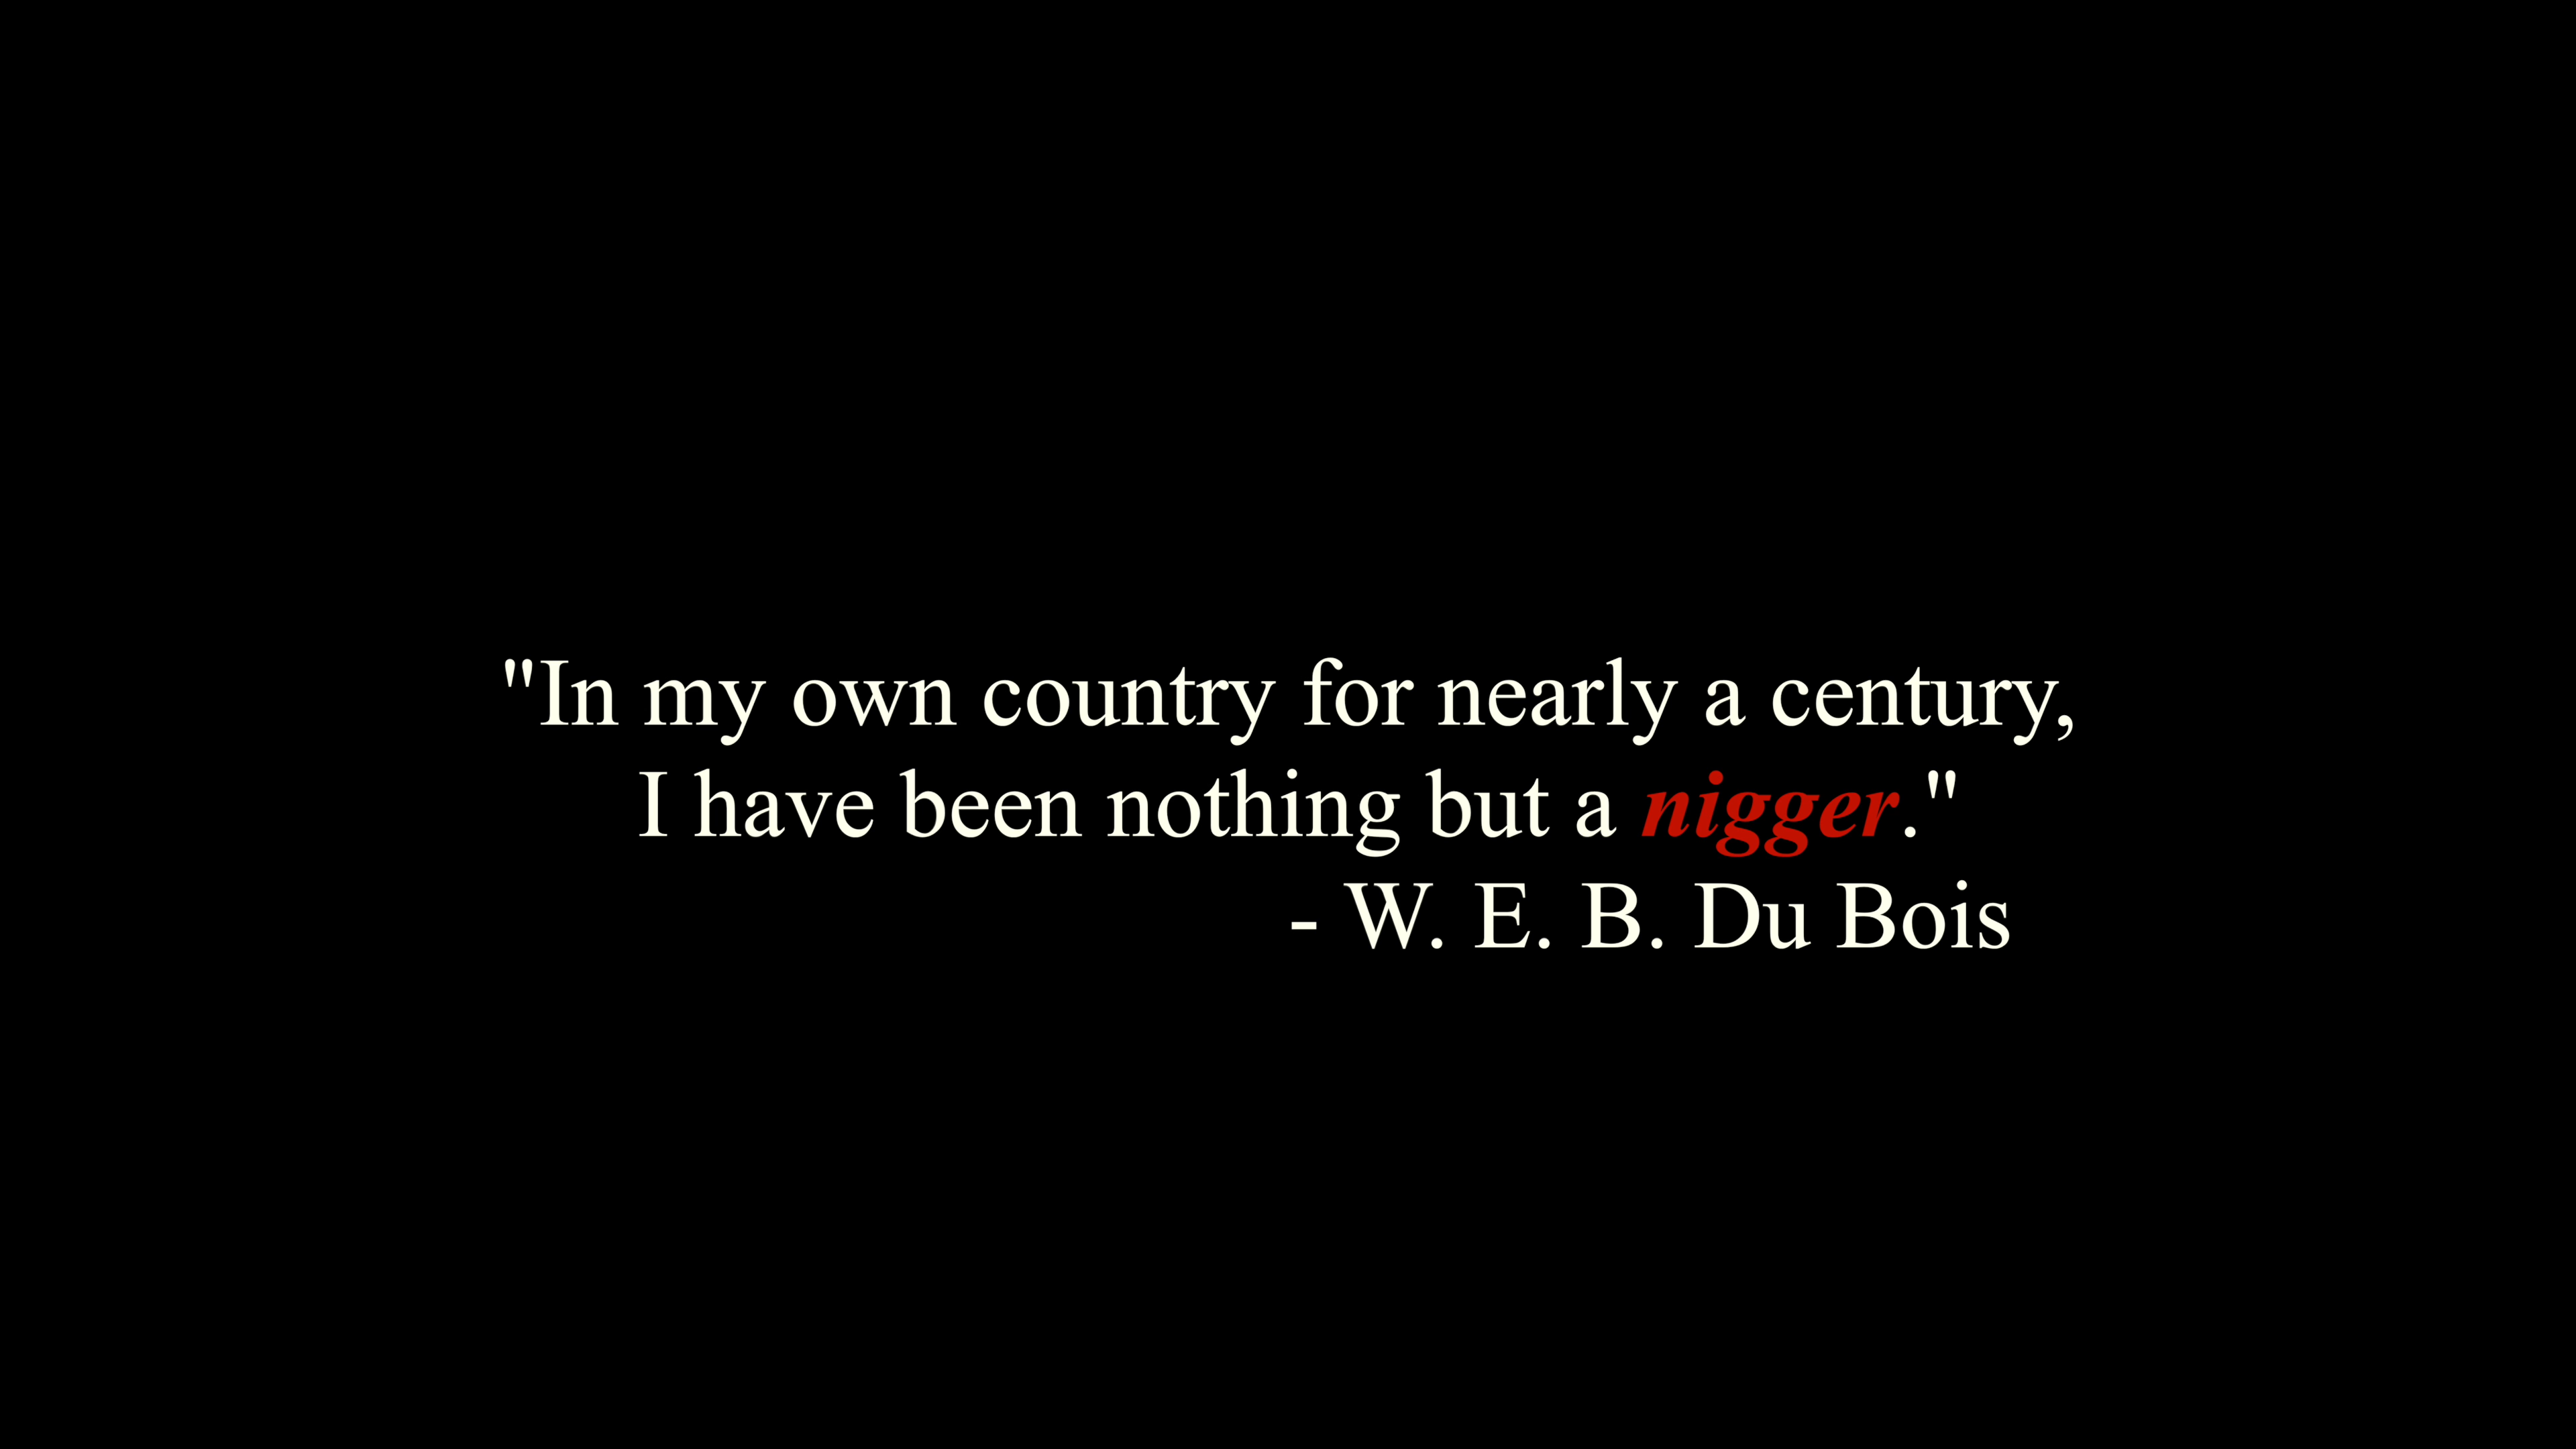 "In my own country for nearly a century,
I have been nothing but a nigger."
- W. E. B. Du Bois